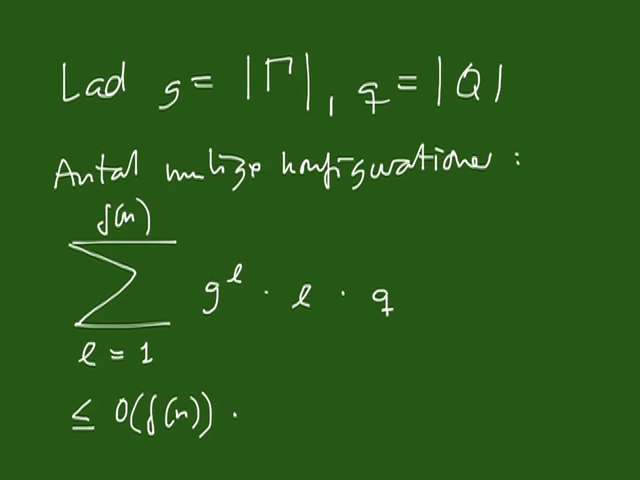 Lad g = |Γ|, q = |Q|
Antal mulige konfigurationer :
f(n)
∑ g^l · l · q
l = 1
≤ O(f(n)) ·